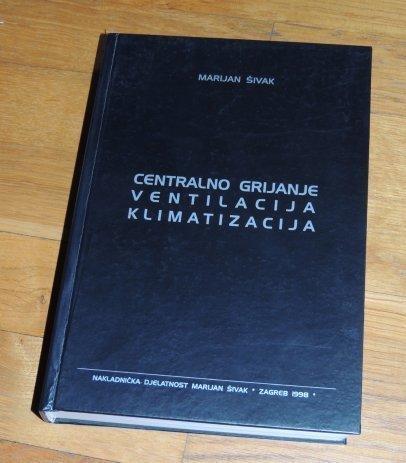 MARIJAN ŠIVAK
CENTRALNO GRIJANJE
VENTILACIJA
KLIMATIZACIJA
NAKLADNIČKA DJELATNOST MARIJAN ŠIVAK * ZAGREB 1998 *